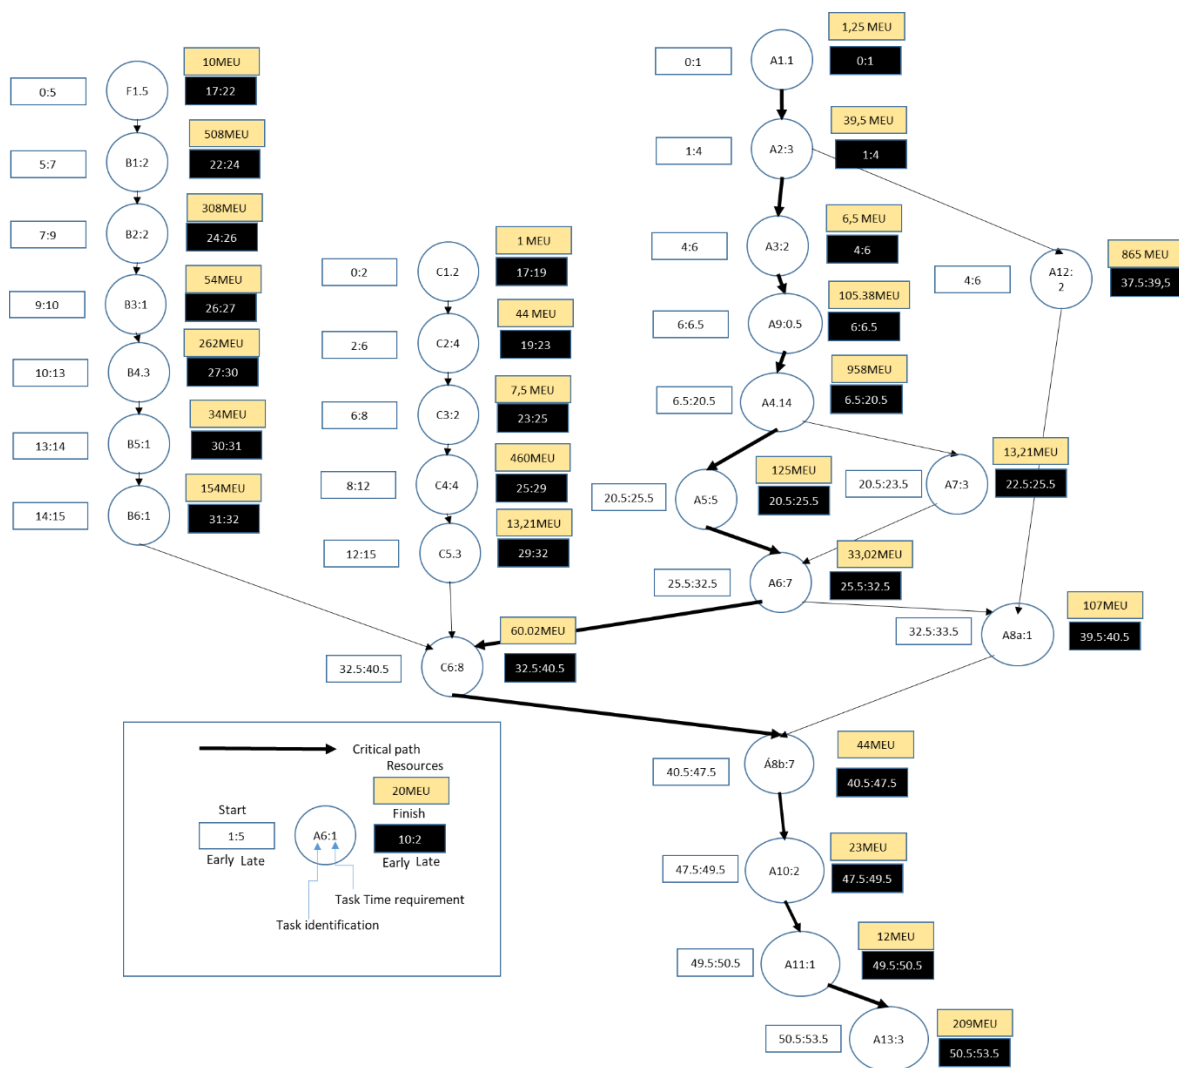 10MEU
0:5
F1.5
17:22
508MEU
5:7
B1:2
22:24
308MEU
7:9
B2:2
24:26
54MEU
9:10
B3:1
26:27
262MEU
10:13
B4.3
27:30
34MEU
13:14
B5:1
30:31
154MEU
14:15
B6:1
31:32
1 MEU
0:2
C1.2
17:19
44 MEU
2:6
C2:4
19:23
7,5 MEU
6:8
C3:2
23:25
460MEU
8:12
C4:4
25:29
13,21MEU
12:15
C5.3
29:32
60.02MEU
32.5:40.5
C6:8
32.5:40.5
1,25 MEU
0:1
A1.1
0:1
39,5 MEU
1:4
A2:3
1:4
6,5 MEU
4:6
A3:2
4:6
865 MEU
4:6
A12:
2
37.5:39,5
105.38MEU
6:6.5
A9:0.5
6:6.5
958MEU
6.5:20.5
A4.14
6.5:20.5
125MEU
20.5:25.5
A5:5
20.5:25.5
13,21MEU
20.5:23.5
A7:3
22.5:25.5
33,02MEU
25.5:32.5
A6:7
25.5:32.5
107MEU
32.5:33.5
A8a:1
39.5:40.5
44MEU
40.5:47.5
Á8b:7
40.5:47.5
23MEU
47.5:49.5
A10:2
47.5:49.5
12MEU
49.5:50.5
A11:1
49.5:50.5
209MEU
50.5:53.5
A13:3
50.5:53.5
Critical path
Resources
20MEU
Start
Finish
1:5
A6:1
10:2
Early Late
Early Late
Task Time requirement
Task identification